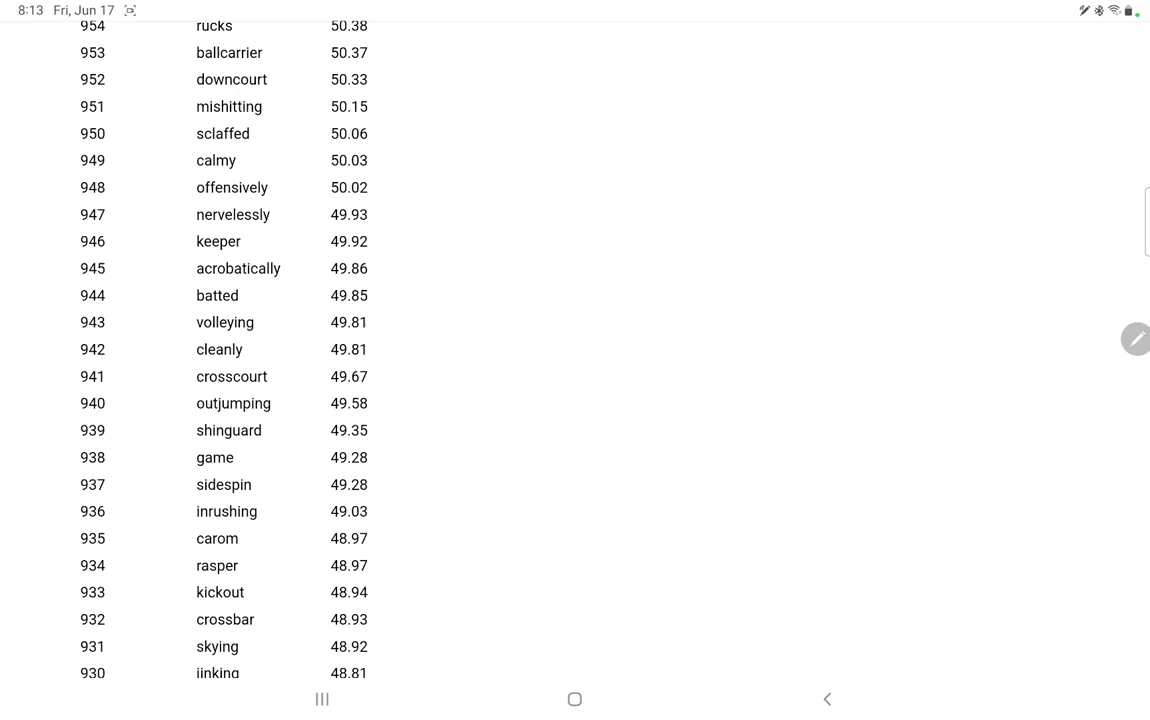 8:13 Fri, Jun 17
954 rucks 50.38
953 ballcarrier 50.37
952 downcourt 50.33
951 mishitting 50.15
950 sclaffed 50.06
949 calmy 50.03
948 offensively 50.02
947 nervelessly 49.93
946 keeper 49.92
945 acrobatically 49.86
944 batted 49.85
943 volleying 49.81
942 cleanly 49.81
941 crosscourt 49.67
940 outjumping 49.58
939 shinguard 49.35
938 game 49.28
937 sidespin 49.28
936 inrushing 49.03
935 carom 48.97
934 rasper 48.97
933 kickout 48.94
932 crossbar 48.93
931 skying 48.92
930 jinking 48.81